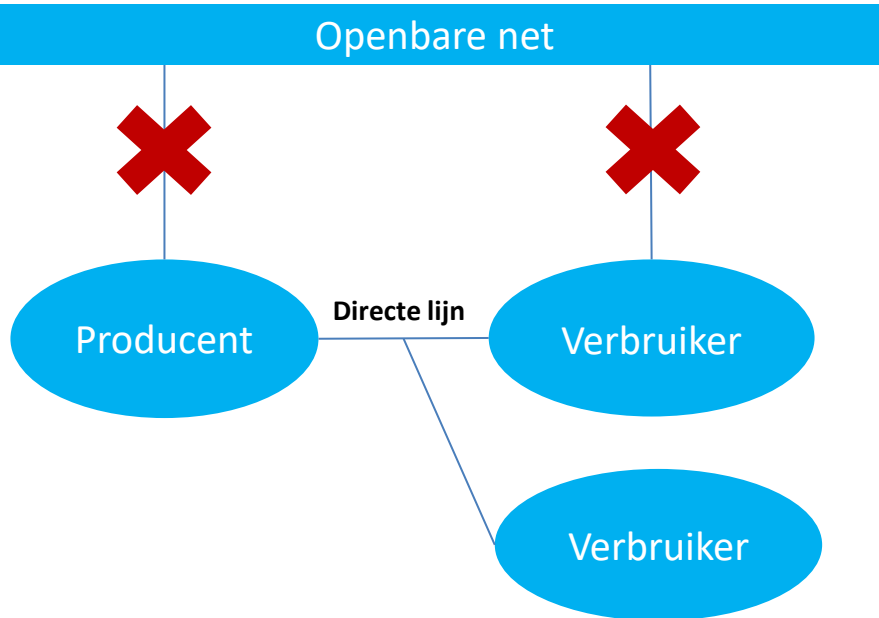 Openbare net
Directe lijn
Producent
Verbruiker
Verbruiker